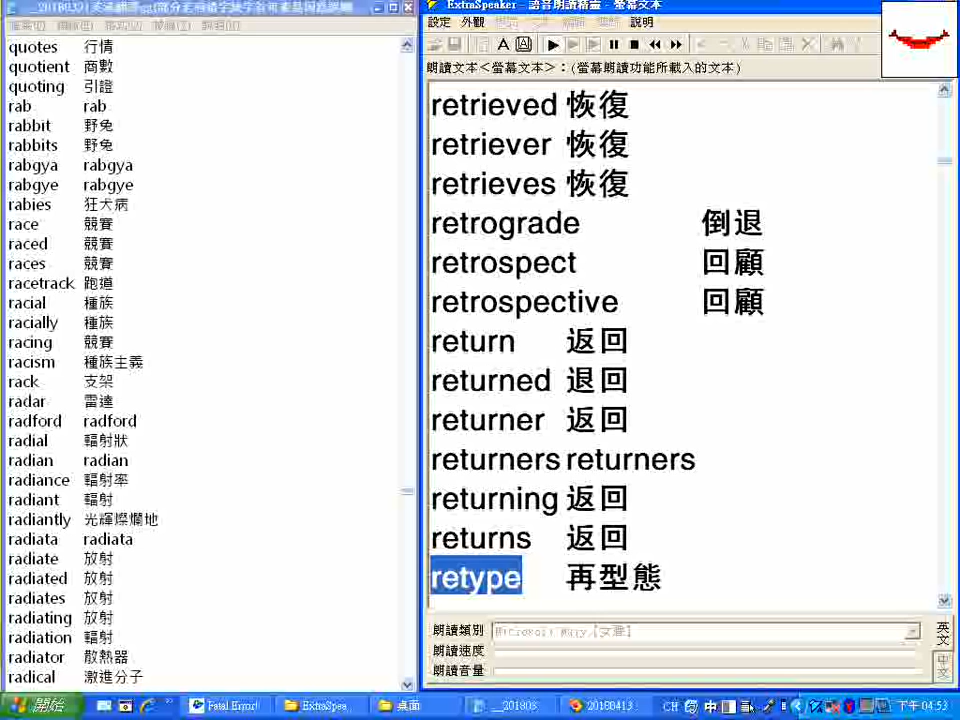 ExtraSpeaker - 語音朗讀精靈 - 螢幕文本
設定 外觀 說明
朗讀文本<螢幕文本>：(螢幕朗讀功能所載入的文本)
quotes 行情
quotient 商數
quoting 引證
rab rab
rabbit 野兔
rabbits 野兔
rabgya rabgya
rabgye rabgye
rabies 狂犬病
race 競賽
raced 競賽
races 競賽
racetrack 跑道
racial 種族
racially 種族
racing 競賽
racism 種族主義
rack 支架
radar 雷達
radford radford
radial 輻射狀
radian radian
radiance 輻射率
radiant 輻射
radiantly 光輝燦爛地
radiata radiata
radiate 放射
radiated 放射
radiates 放射
radiating 放射
radiation 輻射
radiator 散熱器
radical 激進分子
retrieved 恢復
retriever 恢復
retrieves 恢復
retrograde 倒退
retrospect 回顧
retrospective 回顧
return 返回
returned 退回
returner 返回
returners returners
returning 返回
returns 返回
retype 再型態
朗讀類別
朗讀速度
朗讀音量
英文
中文
開始
Fatal Error!
ExtraSpea...
桌面
__201803...
20180413
CH
中
下午 04:53